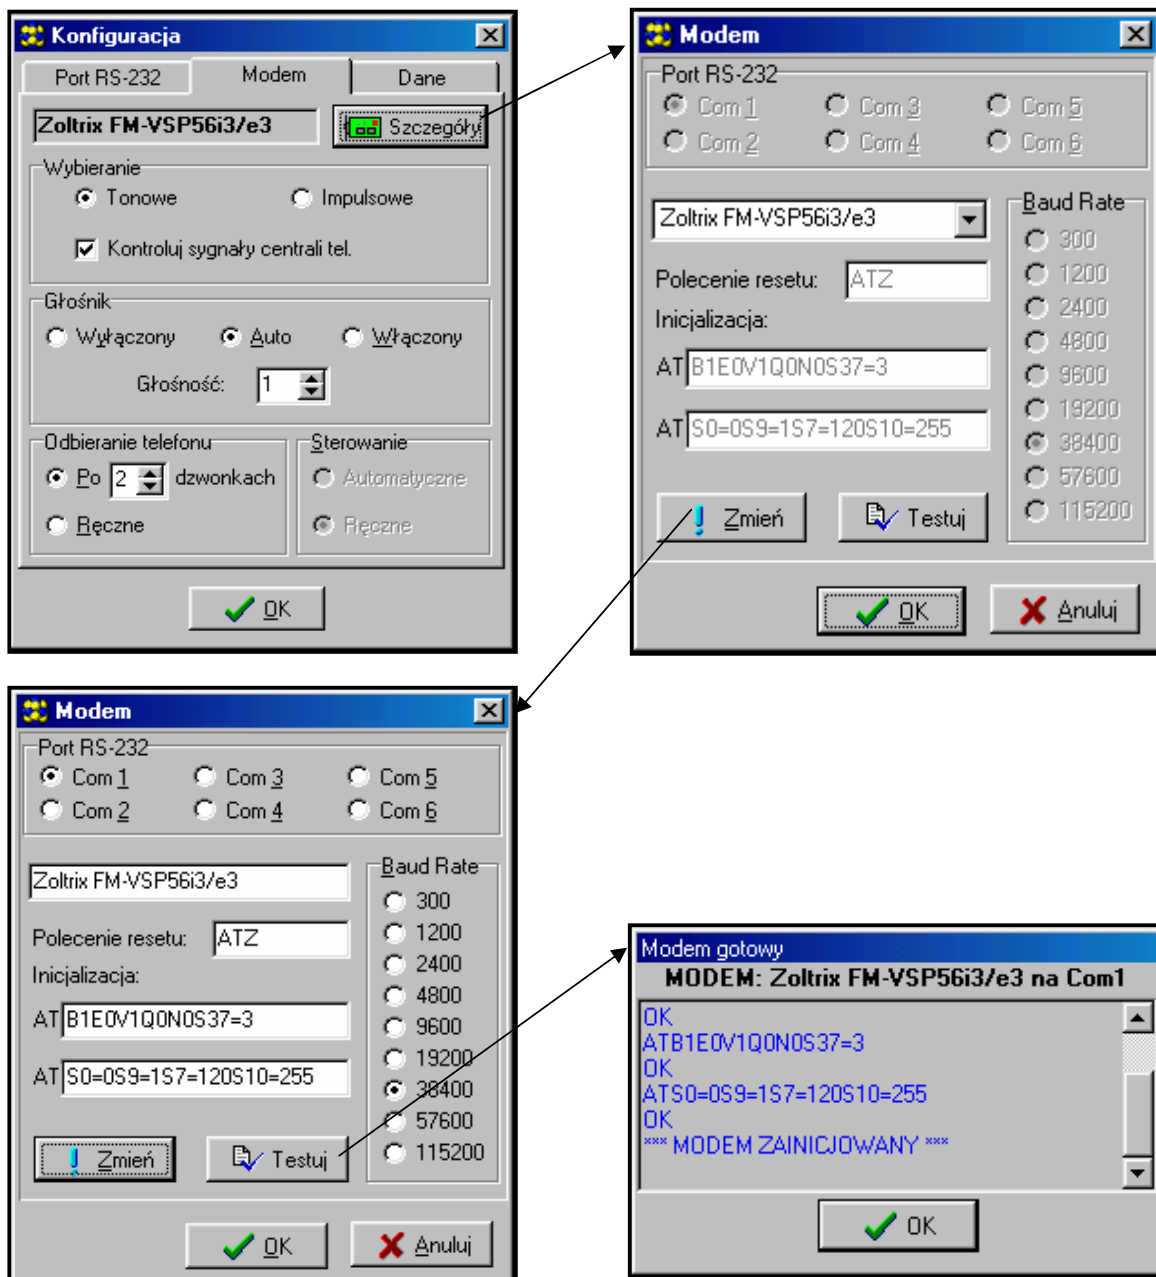 Konfiguracja
Port RS-232 Modem Dane
Zoltrix FM-VSP56i3/e3 Szczegóły
Wybieranie
Tonowe Impulsowe
Kontroluj sygnały centrali tel.
Głośnik
Wyłączony Auto Włączony
Głośność: 1
Odbieranie telefonu Sterowanie
Po 2 dzwonkach Automatyczne
Ręczne Ręczne
OK
Modem
Port RS-232
Com 1 Com 3 Com 5
Com 2 Com 4 Com 6
Zoltrix FM-VSP56i3/e3
Polecenie resetu: ATZ
Inicjalizacja:
AT B1E0V1Q0N0S37=3
AT S0=0S9=1S7=120S10=255
Baud Rate
300
1200
2400
4800
9600
19200
38400
57600
115200
Zmień Testuj
OK Anuluj
Modem
Port RS-232
Com 1 Com 3 Com 5
Com 2 Com 4 Com 6
Zoltrix FM-VSP56i3/e3
Polecenie resetu: ATZ
Inicjalizacja:
AT B1E0V1Q0N0S37=3
AT S0=0S9=1S7=120S10=255
Baud Rate
300
1200
2400
4800
9600
19200
38400
57600
115200
Zmień Testuj
OK Anuluj
Modem gotowy
MODEM: Zoltrix FM-VSP56i3/e3 na Com1
OK
ATB1E0V1Q0N0S37=3
OK
ATS0=0S9=1S7=120S10=255
OK
*** MODEM ZAINICJOWANY ***
OK